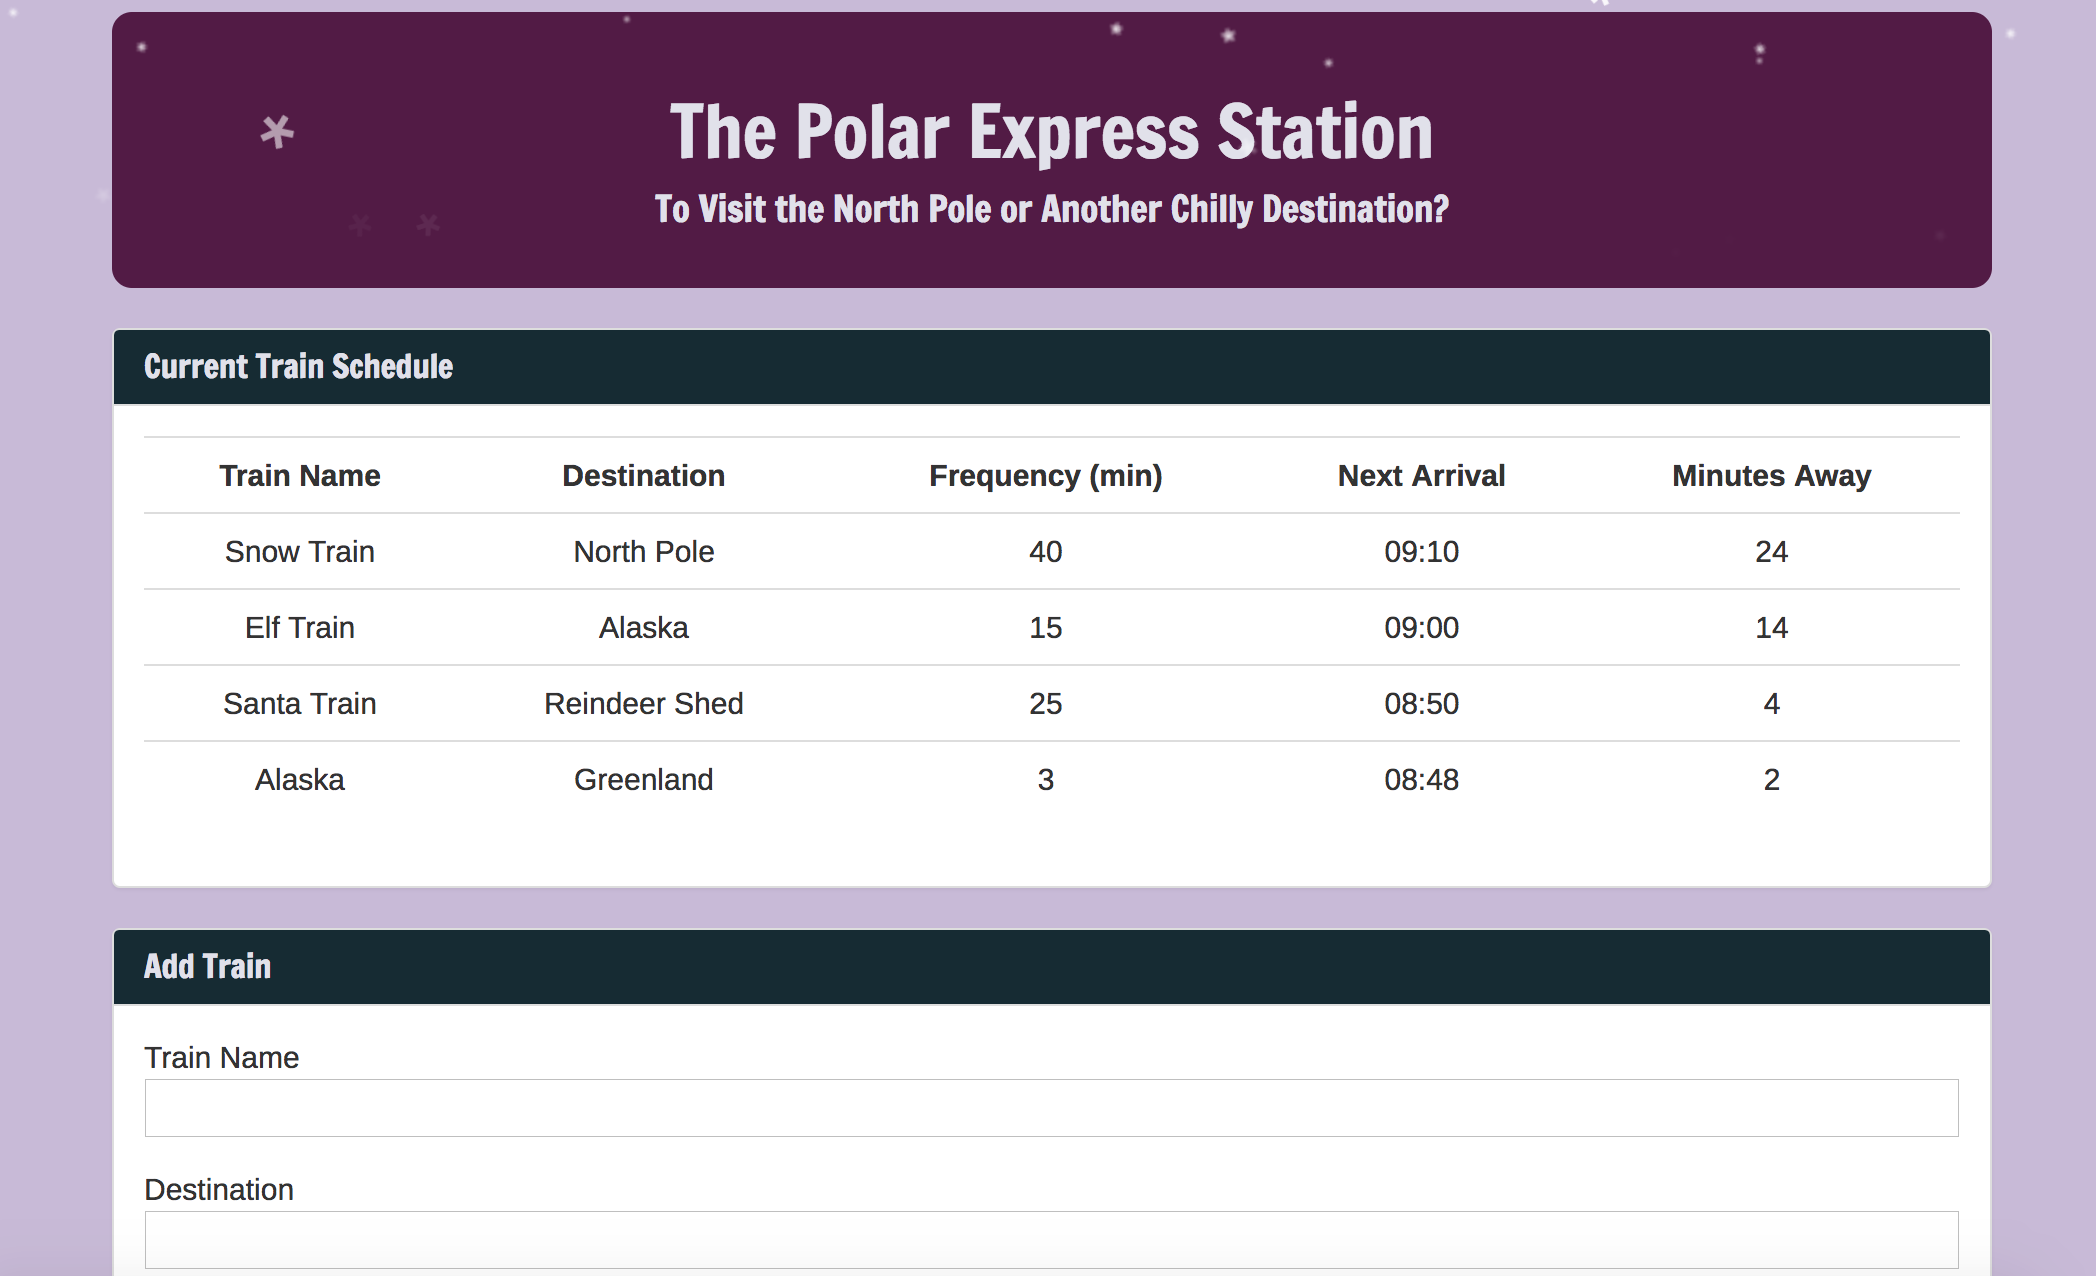 The Polar Express Station
To Visit the North Pole or Another Chilly Destination?
Current Train Schedule
Train Name Destination Frequency (min) Next Arrival Minutes Away
Snow Train North Pole 40 09:10 24
Elf Train Alaska 15 09:00 14
Santa Train Reindeer Shed 25 08:50 4
Alaska Greenland 3 08:48 2
Add Train
Train Name
Destination